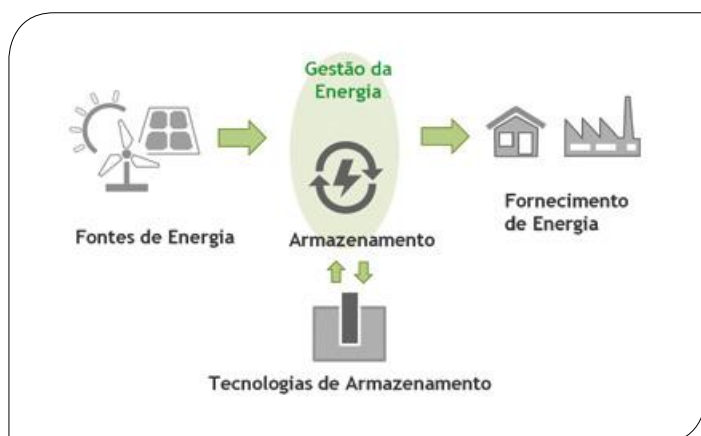 Gestão da
Energia
Fontes de Energia
Armazenamento
Fornecimento
de Energia
Tecnologias de Armazenamento